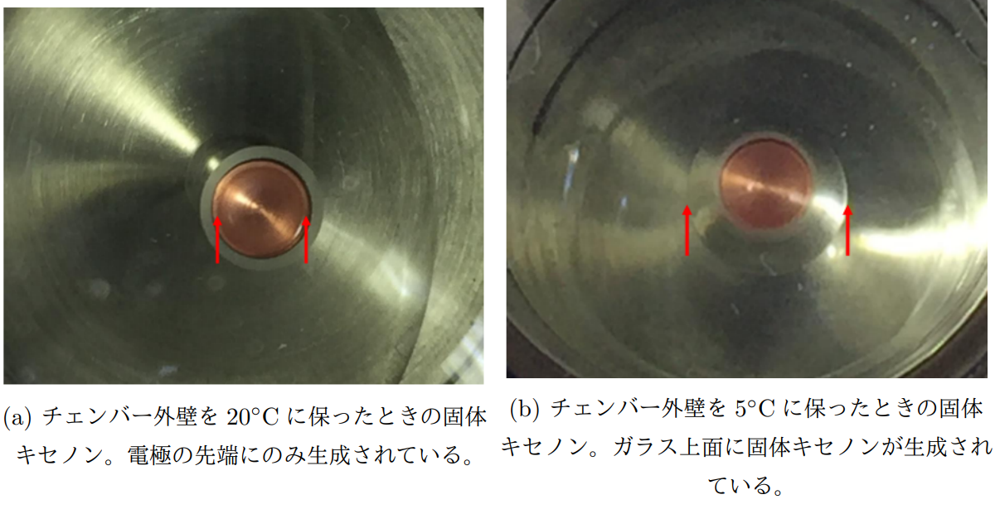 (a) チェンバー外壁を 20°C に保ったときの固体
キセノン。電極の先端にのみ生成されている。
(b) チェンバー外壁を 5°C に保ったときの固体
キセノン。ガラス上面に固体キセノンが生成され
ている。